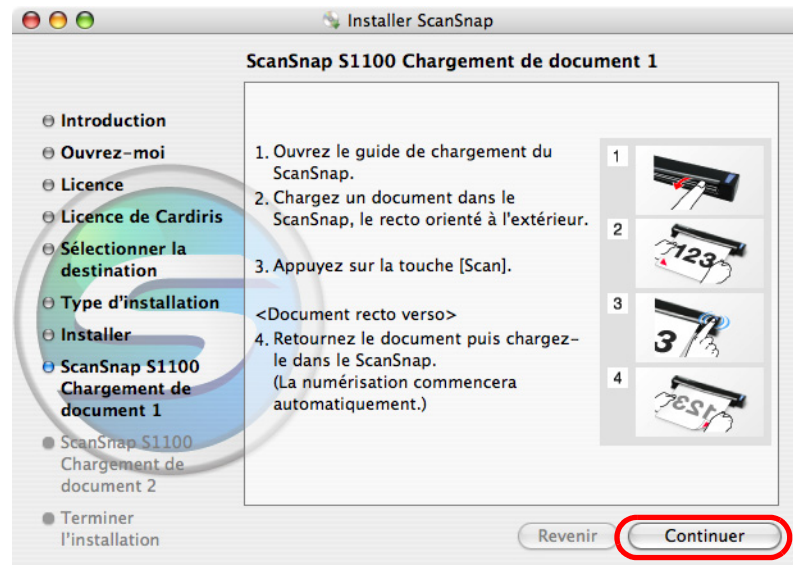 Installer ScanSnap
ScanSnap S1100 Chargement de document 1
Introduction
Ouvrez-moi
Licence
Licence de Cardiris
Sélectionner la
destination
Type d'installation
Installer
ScanSnap S1100
Chargement de
document 1
ScanSnap S1100
Chargement de
document 2
Terminer
l'installation
1. Ouvrez le guide de chargement du
ScanSnap.
2. Chargez un document dans le
ScanSnap, le recto orienté à l'extérieur.
3. Appuyez sur la touche [Scan].
<Document recto verso>
4. Retournez le document puis chargez-
le dans le ScanSnap.
(La numérisation commencera
automatiquement.)
1
2
123
3
3
4
123
Revenir
Continuer